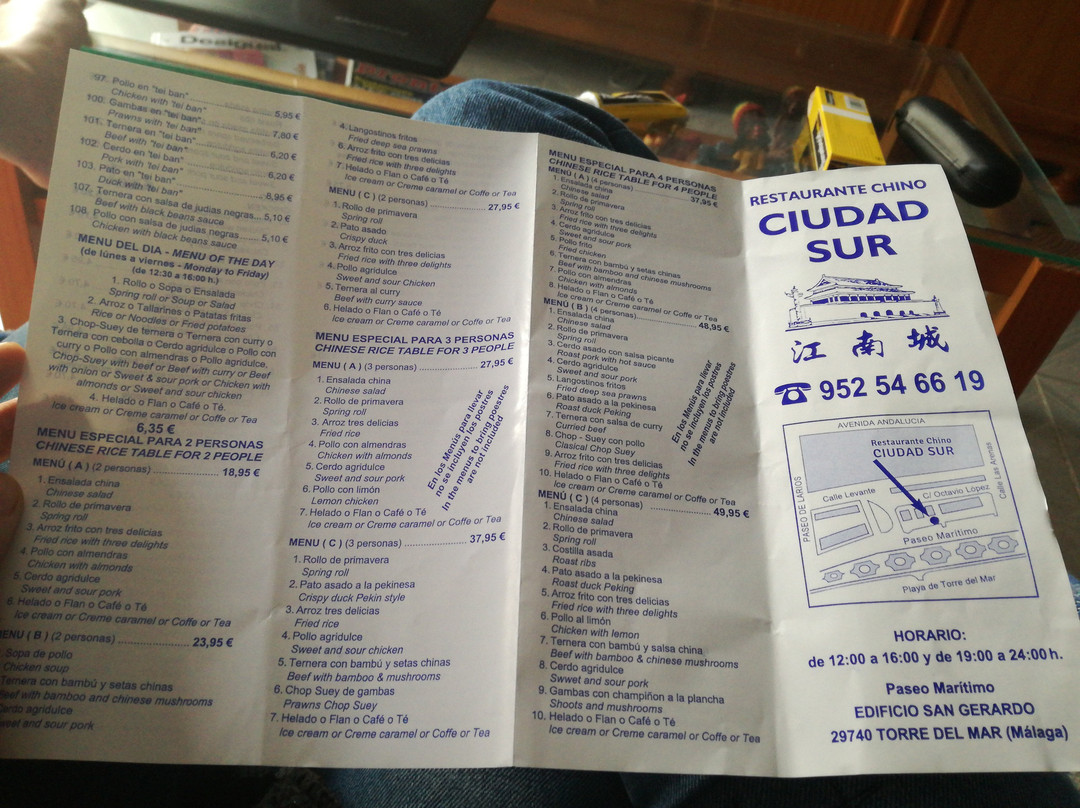 Desigual
97. Pollo en "tei ban" 5,95 €
Chicken with "tei ban"
100. Gambas en "tei ban" 7,80 €
Prawns with "tei ban"
101. Ternera en "tei ban" 6,20 €
Beef with "tei ban"
102. Cerdo en "tei ban" 6,20 €
Pork with "tei ban"
103. Pato en "tei ban" 8,95 €
Duck with "tei ban"
107. Ternera con salsa de judias negras... 5,10 €
Beef with black beans sauce
108. Pollo con salsa de judias negras 5,10 €
Chicken with black beans sauce
MENU DEL DIA - MENU OF THE DAY
(de lúnes a viernes - Monday to Friday)
(de 12:30 a 16:00 h.)
1. Rollo o Sopa o Ensalada
Spring roll or Soup or Salad
2. Arroz o Tallarines o Patatas fritas
Rice or Noodles or Fried potatoes
3. Chop-Suey de ternera o Ternera con curry o
Ternera con cebolla o Cerdo agridulce o Pollo con
curry o Pollo con almendras o Pollo agridulce.
Chop-Suey with beef or Beef with curry or Beef
with onion or Sweet & sour pork or Chicken with
almonds or Sweet and sour chicken
4. Helado o Flan o Café o Té.
Ice cream or Creme caramel or Coffe or Tea
6,35 €
MENU ESPECIAL PARA 2 PERSONAS
CHINESE RICE TABLE FOR 2 PEOPLE
MENÚ ( A ) (2 personas) 18,95 €
1. Ensalada china
Chinese salad
2. Rollo de primavera
Spring roll
3. Arroz frito con tres delicias
Fried rice with three delights
4. Pollo con almendras
Chicken with almonds
5. Cerdo agridulce
Sweet and sour pork
6. Helado o Flan o Café o Té
Ice cream or Creme caramel or Coffe or Tea
MENU ( B ) (2 personas) 23,95 €
Sopa de pollo
Chicken soup
Ternera con bambú y setas chinas
Beef with bamboo and chinese mushrooms
Cerdo agridulce
Sweet and sour pork
4. Langostinos fritos
Fried deep sea prawns
6. Arroz frito con tres delicias
Fried rice with three delights
7. Helado o Flan o Café o Té
Ice cream or Creme caramel or Coffe or Tea
MENÚ ( C ) (2 personas) 27,95 €
1. Rollo de primavera
Spring roll
2. Pato asado
Crispy duck
3. Arroz frito con tres delicias
Fried rice with three delights
4. Pollo agridulce
Sweet and sour Chicken
5. Ternera al curry
Beef with curry sauce
6. Helado o Flan o Café o Té
Ice cream or Creme caramel or Coffe or Tea
MENU ESPECIAL PARA 3 PERSONAS
CHINESE RICE TABLE FOR 3 PEOPLE
MENÚ ( A ) (3 personas) 27,95 €
1. Ensalada china
Chinese salad
2. Rollo de primavera
Spring roll
3. Arroz tres delicias
Fried rice
4. Pollo con almendras
Chicken with almonds
5. Cerdo agridulce
Sweet and sour pork
6. Pollo con limón
Lemon chicken
7. Helado o Flan o Café o Té
Ice cream or Creme caramel or Coffe or Tea
En los Menús para llevar
no se incluyen los postres
In the menus to bring poestres
are not included
MENU ( C ) (3 personas) 37,95 €
1. Rollo de primavera
Spring roll
2. Pato asado a la pekinesa
Crispy duck Pekin style
3. Arroz tres delicias
Fried rice
4. Pollo agridulce
Sweet and sour chicken
5. Ternera con bambú y setas chinas
Beef with bamboo & mushrooms
6. Chop Suey de gambas
Prawns Chop Suey
7. Helado o Flan o Café o Té
Ice cream or Creme caramel or Coffe or Tea
MENU ESPECIAL PARA 4 PERSONAS
CHINESE RICE TABLE FOR 4 PEOPLE
MENÚ ( A ) (4 personas) 37,95 €
1. Ensalada china
Chinese salad
2. Rollo de primavera
Spring roll
3. Arroz frito con tres delicias
Fried rice with three delights
4. Cerdo agridulce
Sweet and sour pork
5. Pollo frito
Fried chicken
6. Ternera con bambú y setas chinas
Beef with bamboo and chinese mushrooms
7. Pollo con almendras
Chicken with almonds
8. Helado o Flan o Café o Té
Ice cream or Creme caramel or Coffe or Tea
MENÚ ( B ) (4 personas) 48,95 €
1. Ensalada china
Chinese salad
2. Rollo de primavera
Spring roll
3. Cerdo asado con salsa picante
Roast pork with hot sauce
4. Cerdo agridulce
Sweet and sour pork
5. Langostinos fritos
Fried deep sea prawns
6. Pato asado a la pekinesa
Roast duck Peking
7. Ternera con salsa de curry
Curried beef
8. Chop - Suey con pollo
Clasical Chop Suey
9. Arroz frito con tres delicias
Fried rice with three delights
10. Helado o Flan o Café o Té
Ice cream or Creme caramel or Coffe or Tea
En los Menús para llevar
no se incluyen los postres
In the menus to bring poestres
are not included
MENÚ ( C ) (4 personas) 49,95 €
1. Ensalada china
Chinese salad
2. Rollo de primavera
Spring roll
3. Costilla asada
Roast ribs
4. Pato asado a la pekinesa
Roast duck Peking
5. Arroz frito con tres delicias
Fried rice with three delights
6. Pollo al limón
Chicken with lemon
7. Ternera con bambú y salsa china
Beef with bamboo & chinese mushrooms
8. Cerdo agridulce
Swwet and sour pork
9. Gambas con champiñon a la plancha
Shoots and mushrooms
10. Helado o Flan o Café o Té
Ice cream or Creme caramel or Coffe or Tea
RESTAURANTE CHINO
CIUDAD
SUR
江南城
☎ 952 54 66 19
AVENIDA ANDALUCIA
Restaurante Chino
CIUDAD SUR
PASEO DE LARIOS
Calle Levante
C/ Octavio López
Calle Las Arenas
Paseo Marítimo
Playa de Torre del Mar
HORARIO:
de 12:00 a 16:00 y de 19:00 a 24:00 h.
Paseo Marítimo
EDIFICIO SAN GERARDO
29740 TORRE DEL MAR (Málaga)